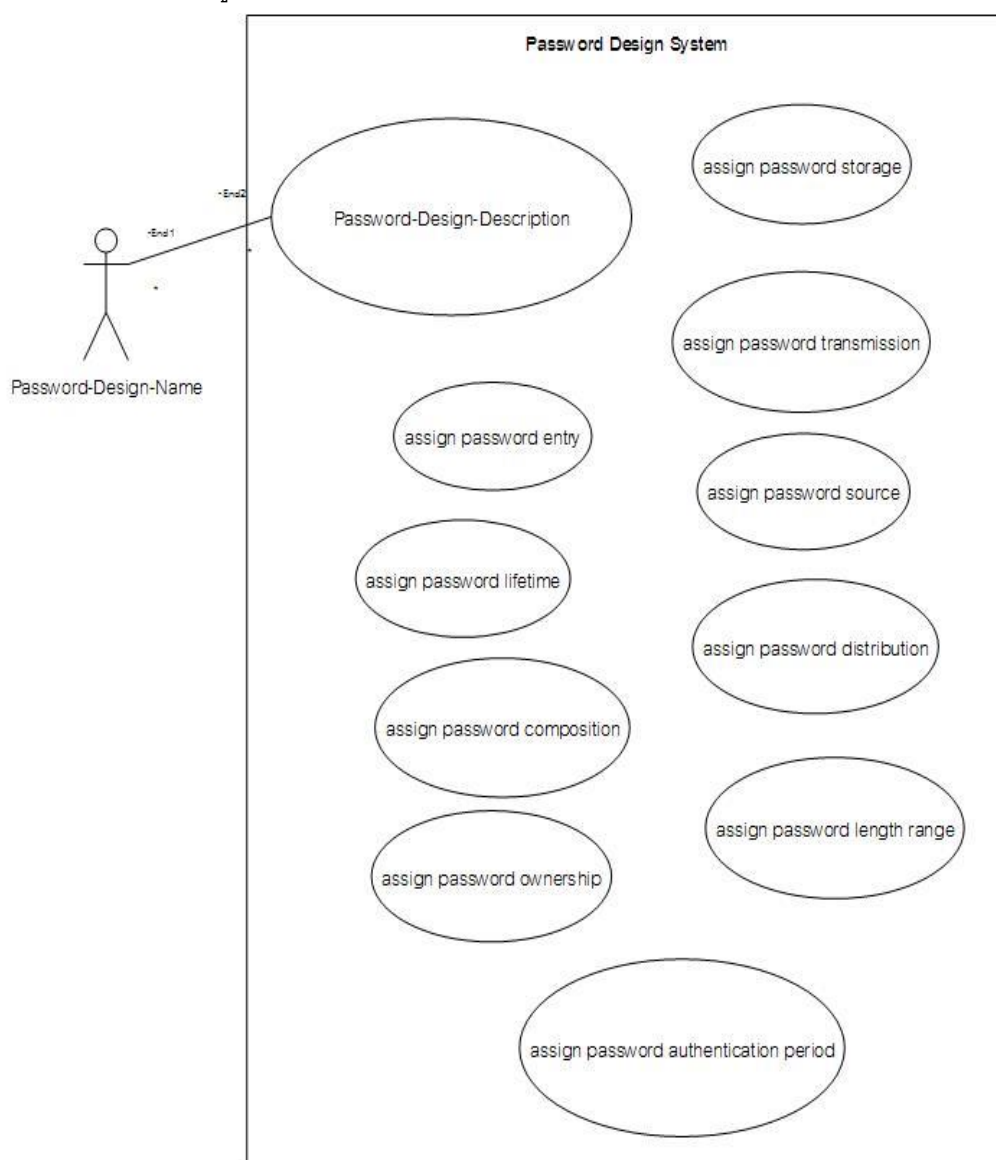 Password Design System
assign password storage
-End2
Password-Design-Description
-End1
*
*
assign password transmission
Password-Design-Name
assign password entry
assign password source
assign password lifetime
assign password distribution
assign password composition
assign password length range
assign password ownership
assign password authentication period